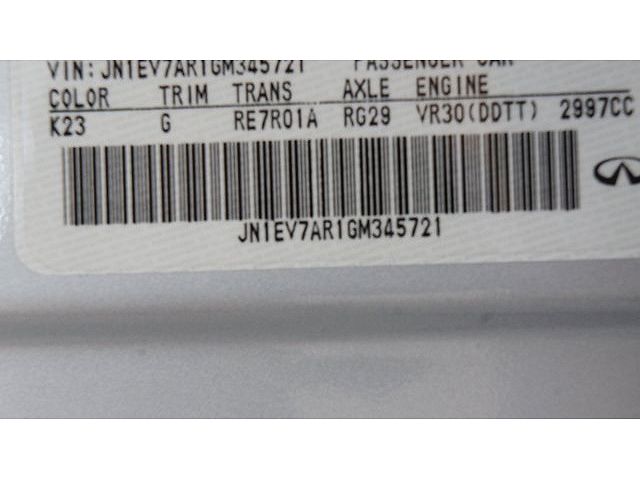 VIN: JN1EV7AR1GM345721 PASSENGER CAR
COLOR TRIM TRANS AXLE ENGINE
K23 G RE7R01A RG29 VR30(DDTT) 2997CC
JN1EV7AR1GM345721